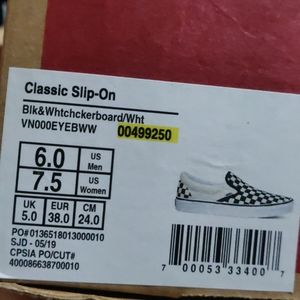 Classic Slip-On
Blk&Whtchckerboard/Wht
VN000EYEBWW 00499250
6.0 US Men
7.5 US Women
UK 5.0 EUR 38.0 CM 24.0
PO# 0136518013000010
SJD - 05/19
CPSIA PO/CUT#
400086638700010
7 00053 33400 7